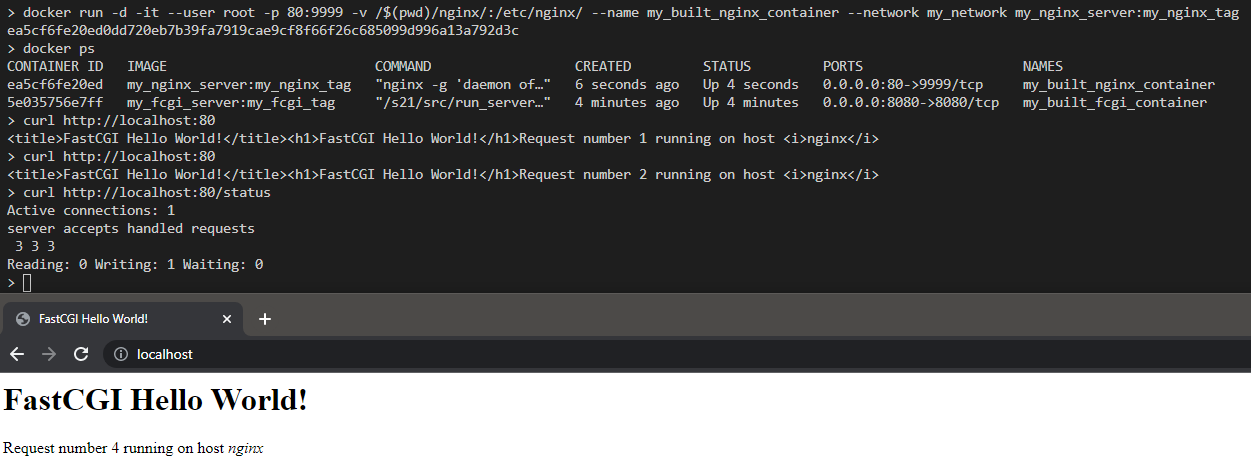 > docker run -d -it --user root -p 80:9999 -v /$(pwd)/nginx/:/etc/nginx/ --name my_built_nginx_container --network my_network my_nginx_server:my_nginx_tag
ea5cf6fe20ed0dd720eb7b39fa7919cae9cf8f66f26c685099d996a13a792d3c
> docker ps
CONTAINER ID   IMAGE                          COMMAND                  CREATED         STATUS         PORTS                    NAMES
ea5cf6fe20ed   my_nginx_server:my_nginx_tag   "nginx -g 'daemon of…"   6 seconds ago   Up 4 seconds   0.0.0.0:80->9999/tcp     my_built_nginx_container
5e035756e7ff   my_fcgi_server:my_fcgi_tag     "/s21/src/run_server…"   4 minutes ago   Up 4 minutes   0.0.0.0:8080->8080/tcp   my_built_fcgi_container
> curl http://localhost:80
<title>FastCGI Hello World!</title><h1>FastCGI Hello World!</h1>Request number 1 running on host <i>nginx</i>
> curl http://localhost:80
<title>FastCGI Hello World!</title><h1>FastCGI Hello World!</h1>Request number 2 running on host <i>nginx</i>
> curl http://localhost:80/status
Active connections: 1
server accepts handled requests
 3 3 3
Reading: 0 Writing: 1 Waiting: 0
>
FastCGI Hello World!
localhost
FastCGI Hello World!
Request number 4 running on host nginx